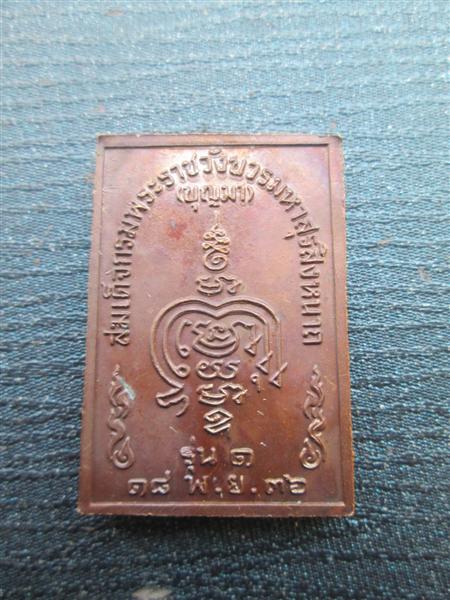 สมเด็จกรมพระราชวังบวรมหาสุรสิงหนาถ
(บุญมา)
รุ่น ๑
๑๘ พ.ย. ๓๖